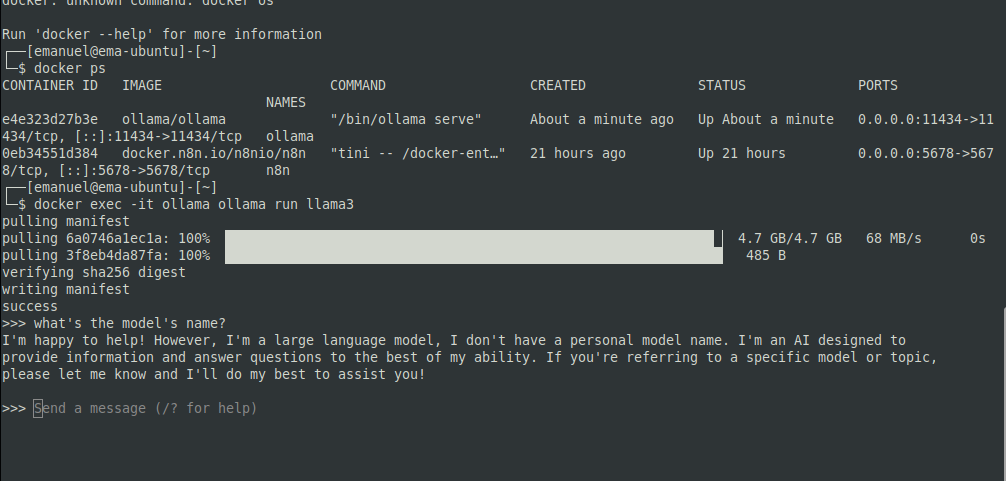 docker: unknown command: docker os
Run 'docker --help' for more information
┌──[emanuel@ema-ubuntu]-[~]
└─$ docker ps
CONTAINER ID   IMAGE                     COMMAND                  CREATED              STATUS              PORTS
NAMES
e4e323d27b3e   ollama/ollama             "/bin/ollama serve"      About a minute ago   Up About a minute   0.0.0.0:11434->11
434/tcp, [::]:11434->11434/tcp   ollama
0eb34551d384   docker.n8n.io/n8nio/n8n   "tini -- /docker-ent…"   21 hours ago         Up 21 hours         0.0.0.0:5678->567
8/tcp, [::]:5678->5678/tcp       n8n
┌──[emanuel@ema-ubuntu]-[~]
└─$ docker exec -it ollama ollama run llama3
pulling manifest
pulling 6a0746a1ec1a: 100% 4.7 GB/4.7 GB   68 MB/s      0s
pulling 3f8eb4da87fa: 100% 485 B
verifying sha256 digest
writing manifest
success
>>> what's the model's name?
I'm happy to help! However, I'm a large language model, I don't have a personal model name. I'm an AI designed to
provide information and answer questions to the best of my ability. If you're referring to a specific model or topic,
please let me know and I'll do my best to assist you!
>>> Send a message (/? for help)